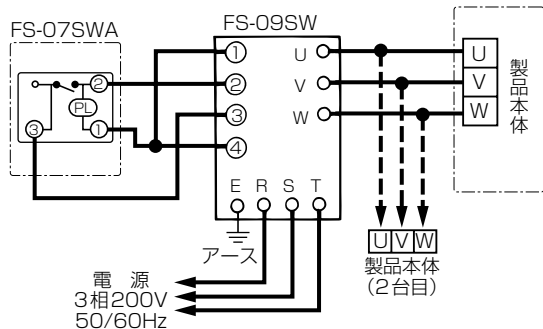 FS-07SWA
FS-09SW
② PL ③ ①
① ② ③ ④
U V W
E R S T
アース
U V W
製品本体
UVW
製品本体
(2台目)
電 源
3相200V
50/60Hz